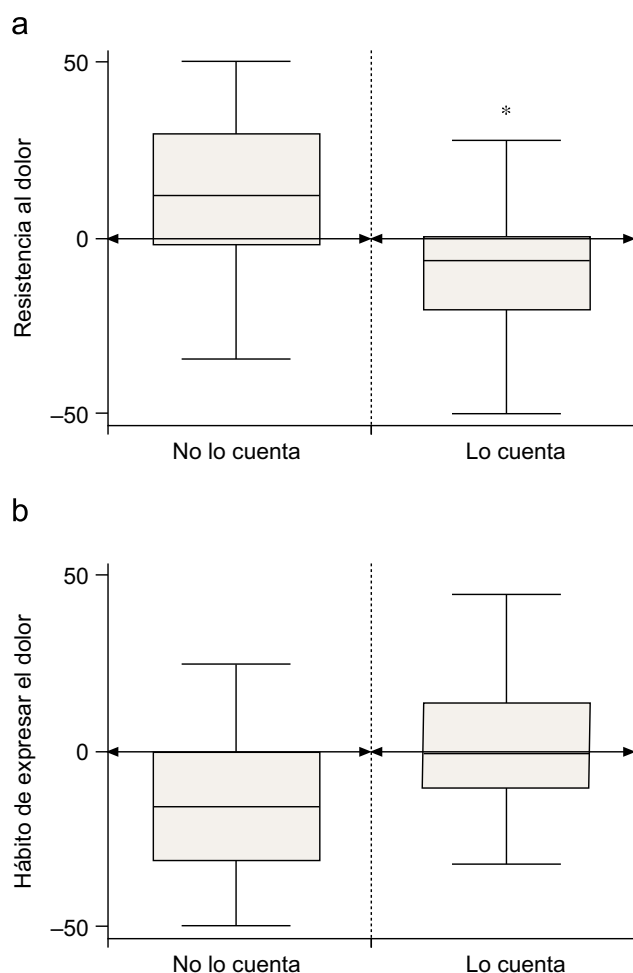 a
50
0
–50
Resistencia al dolor
*
No lo cuenta
Lo cuenta
b
50
0
–50
Hábito de expresar el dolor
No lo cuenta
Lo cuenta